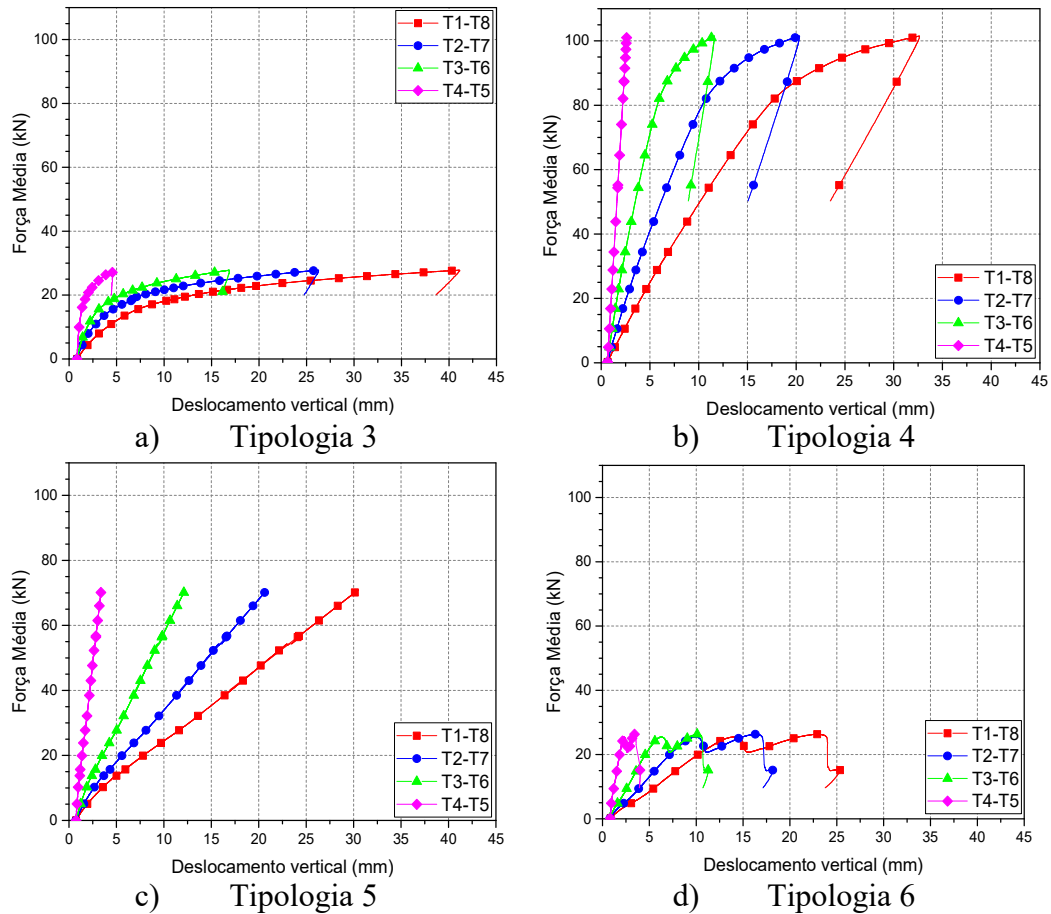 100
80
60
40
20
0
0 5 10 15 20 25 30 35 40 45
Força Média (kN)
Deslocamento vertical (mm)
T1-T8
T2-T7
T3-T6
T4-T5
a) Tipologia 3
100
80
60
40
20
0
0 5 10 15 20 25 30 35 40 45
Força Média (kN)
Deslocamento vertical (mm)
T1-T8
T2-T7
T3-T6
T4-T5
b) Tipologia 4
100
80
60
40
20
0
0 5 10 15 20 25 30 35 40 45
Força Média (kN)
Deslocamento vertical (mm)
T1-T8
T2-T7
T3-T6
T4-T5
c) Tipologia 5
100
80
60
40
20
0
0 5 10 15 20 25 30 35 40 45
Força Média (kN)
Deslocamento vertical (mm)
T1-T8
T2-T7
T3-T6
T4-T5
d) Tipologia 6